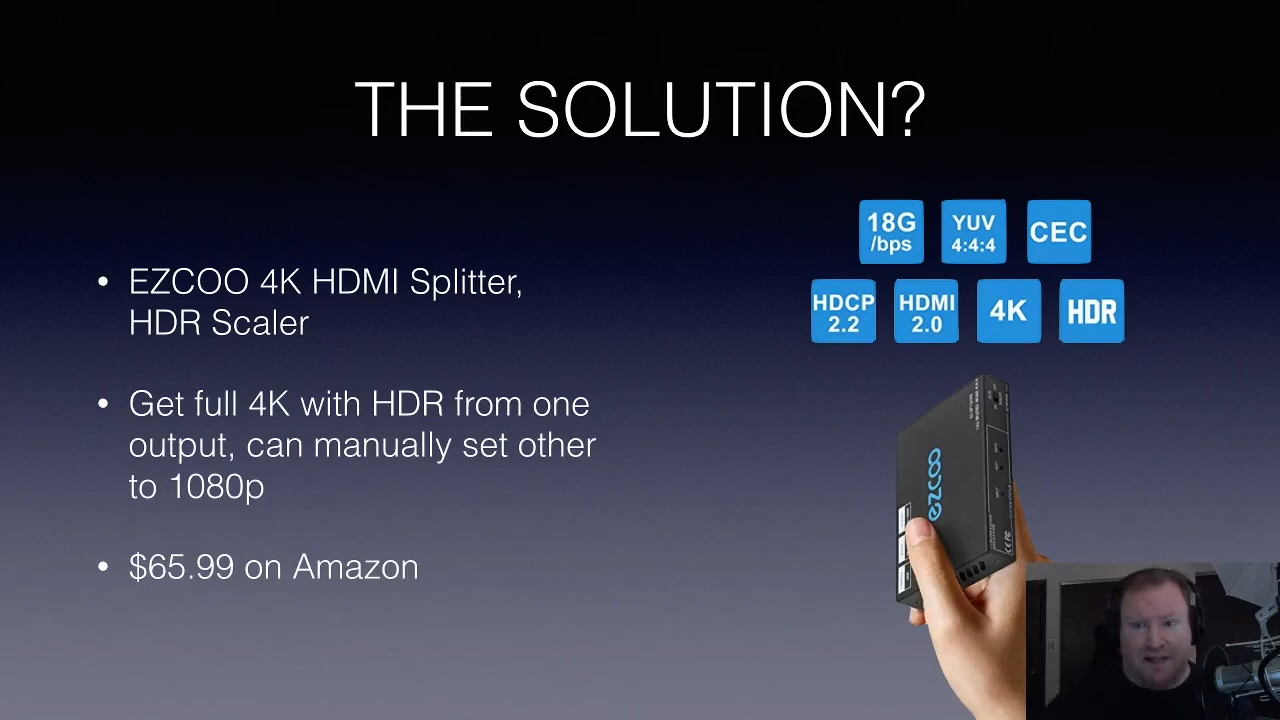 THE SOLUTION?
• EZCOO 4K HDMI Splitter,
HDR Scaler
• Get full 4K with HDR from one
output, can manually set other
to 1080p
• $65.99 on Amazon
18G
/bps
YUV
4:4:4
CEC
HDCP
2.2
HDMI
2.0
4K
HDR
ezcoo